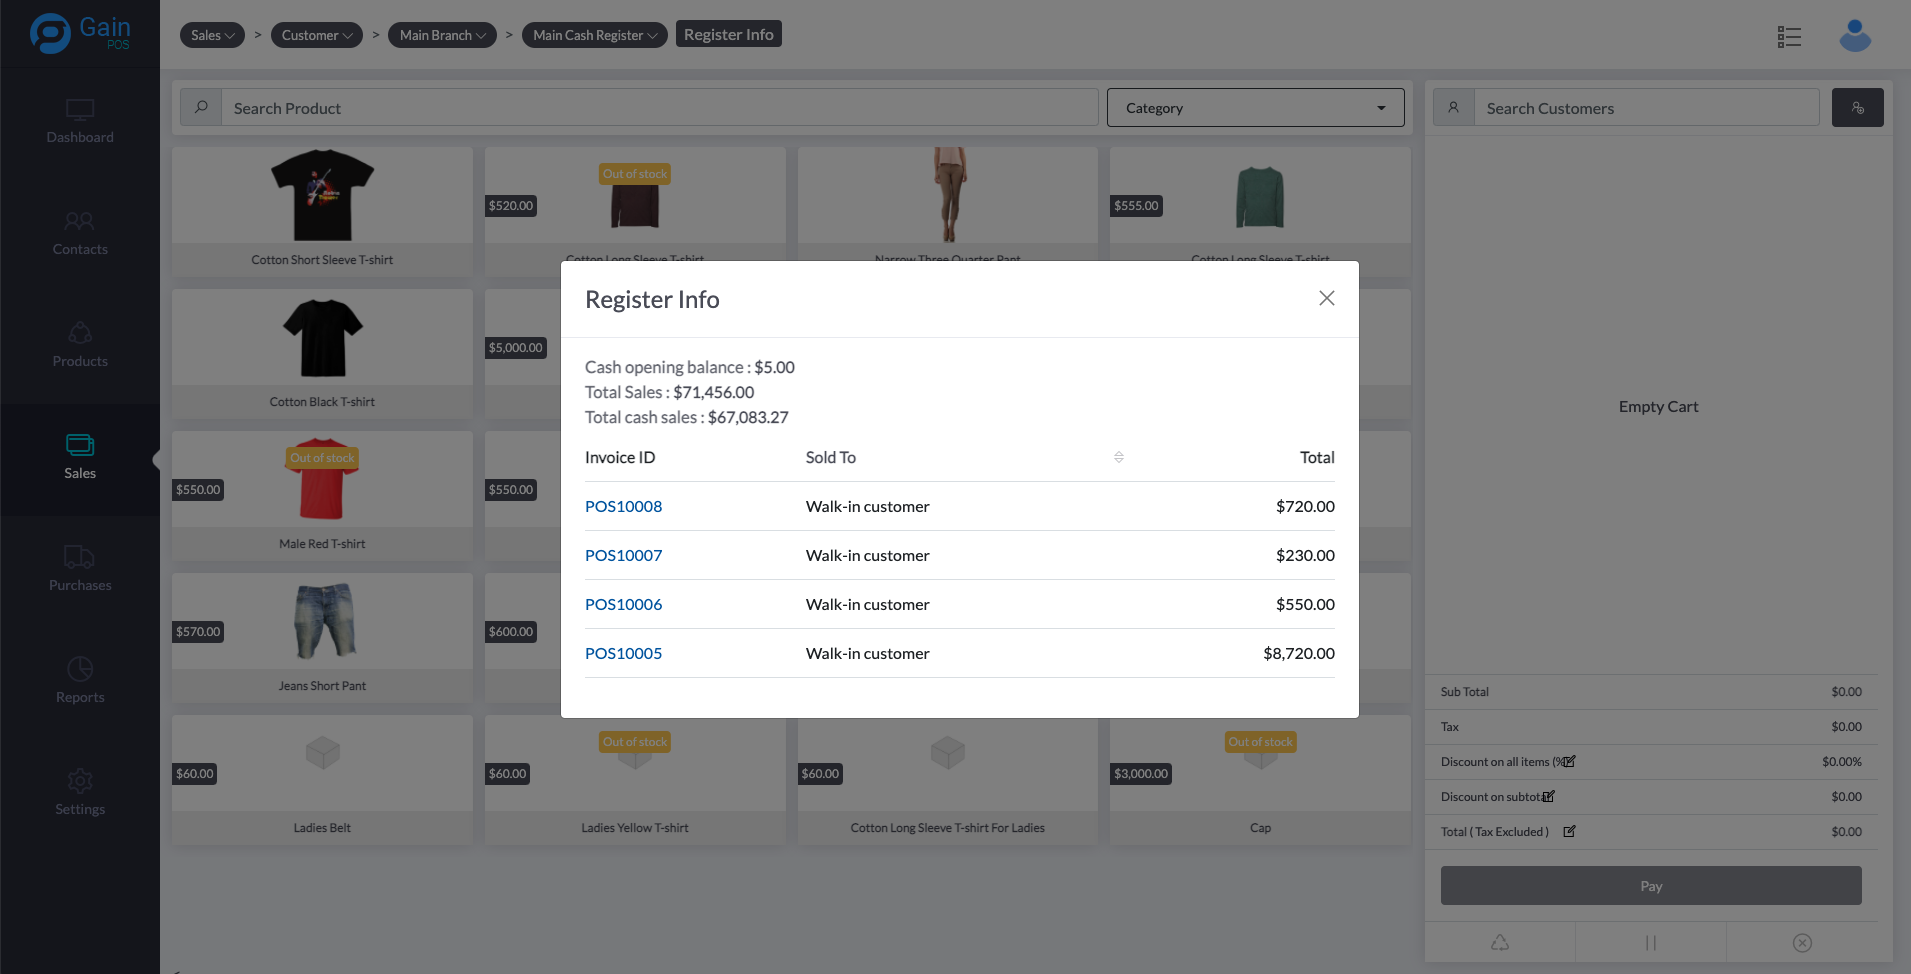 Gain
POS
Sales > Customer > Main Branch > Main Cash Register Register Info
Dashboard
Contacts
Products
Sales
Purchases
Reports
Settings
Search Product
Category
Cotton Short Sleeve T-shirt
Out of stock
$520.00
Cotton Long Sleeve T-shirt
Narrow Three Quarter Pant
$555.00
Cotton Long Sleeve T-shirt
Cotton Black T-shirt
$5,000.00
Out of stock
$550.00
Male Red T-shirt
$550.00
$570.00
Jeans Short Pant
$600.00
$60.00
Ladies Belt
Out of stock
$60.00
Ladies Yellow T-shirt
$60.00
Cotton Long Sleeve T-shirt For Ladies
Out of stock
$3,000.00
Cap
Register Info
Cash opening balance : $5.00
Total Sales : $71,456.00
Total cash sales : $67,083.27
Invoice ID Sold To Total
POS10008 Walk-in customer $720.00
POS10007 Walk-in customer $230.00
POS10006 Walk-in customer $550.00
POS10005 Walk-in customer $8,720.00
Search Customers
Empty Cart
Sub Total $0.00
Tax $0.00
Discount on all items (% $0.00%
Discount on subtotal $0.00
Total ( Tax Excluded ) $0.00
Pay